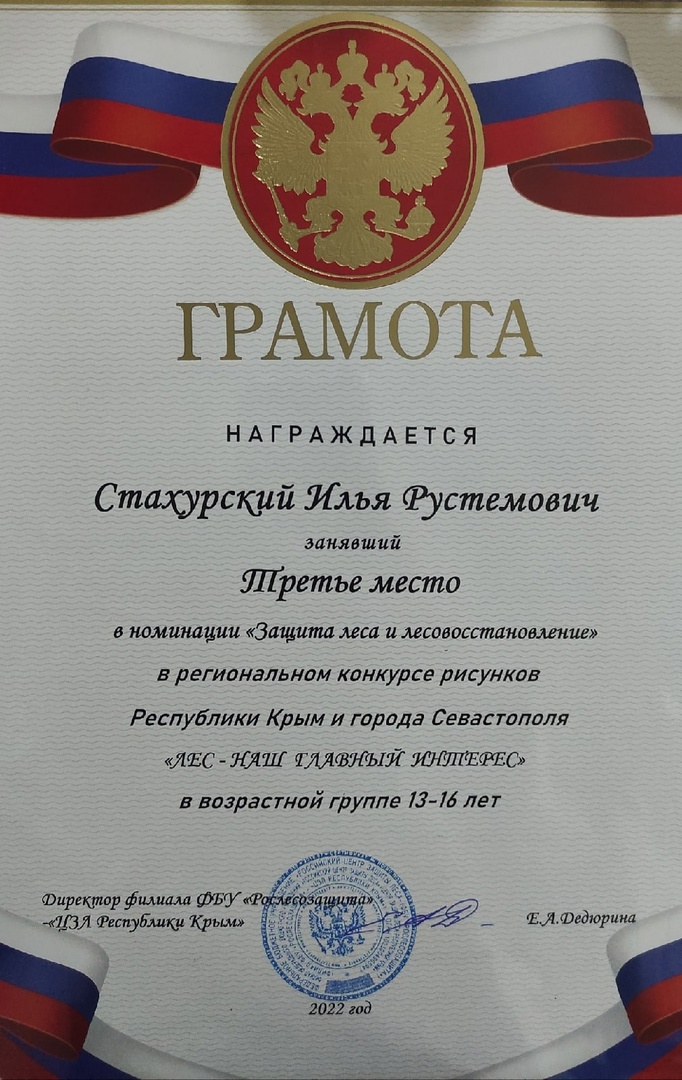 ГРАМОТА
НАГРАЖДАЕТСЯ
Стахурский Илья Рустемович
занявший
Третье место
в номинации «Защита леса и лесовосстановление»
в региональном конкурсе рисунков
Республики Крым и города Севастополя
«ЛЕС - НАШ ГЛАВНЫЙ ИНТЕРЕС»
в возрастной группе 13-16 лет
Директор филиала ФБУ «Рослесозащита»
-«ЦЗЛ Республики Крым»
Е.А.Дедюрина
2022 год